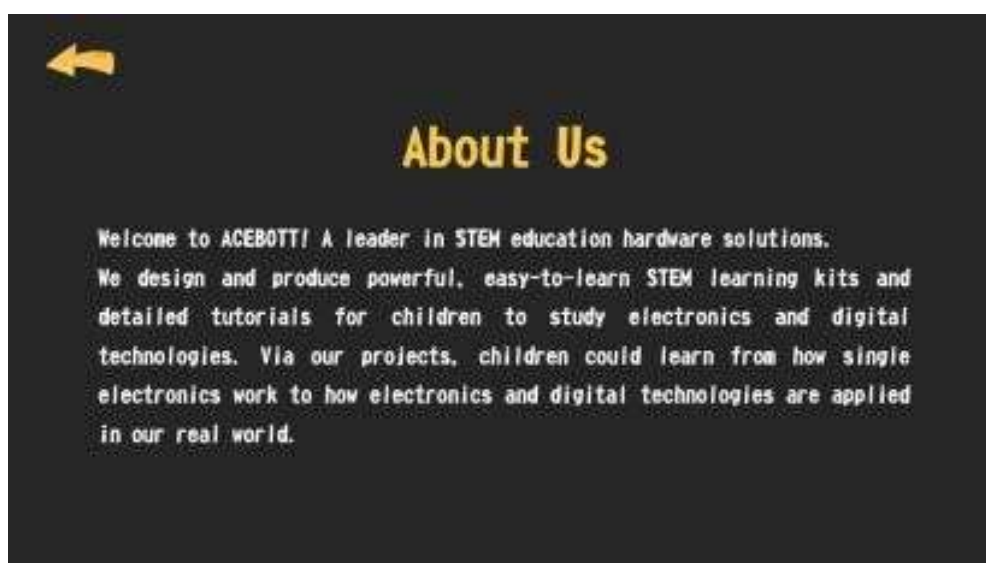 About Us
Welcome to ACEBOTT! A leader in STEM education hardware solutions.
We design and produce powerful, easy-to-learn STEM learning kits and
detailed tutorials for children to study electronics and digital
technologies. Via our projects, children could learn from how single
electronics work to how electronics and digital technologies are applied
in our real world.